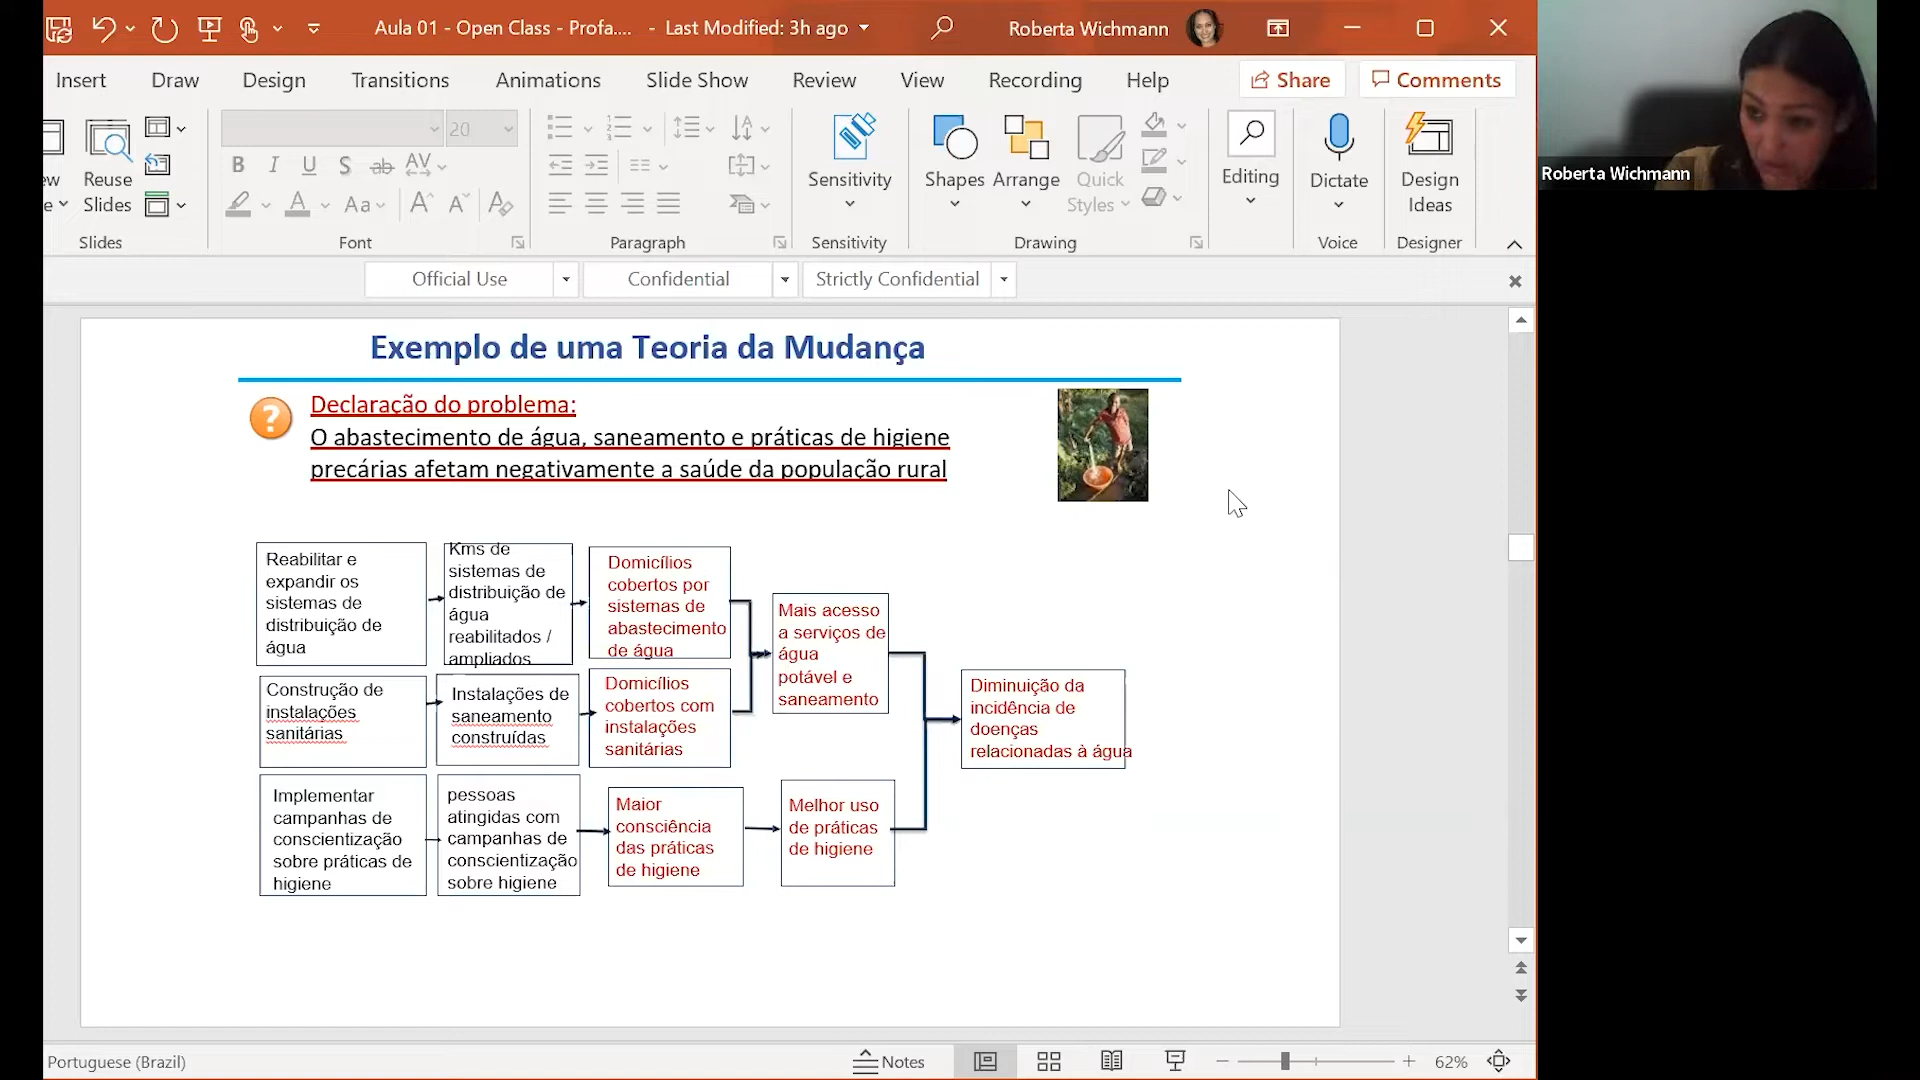 Aula 01 - Open Class - Profa.... - Last Modified: 3h ago
Roberta Wichmann
Insert Draw Design Transitions Animations Slide Show Review View Recording Help Share Comments
20
B I U S ab AV
Aa A A A
Reuse
Slides
Slides
Font
Paragraph
Sensitivity
Sensitivity
Shapes
Arrange
Quick
Styles
Drawing
Editing
Dictate
Voice
Design
Ideas
Designer
Roberta Wichmann
Official Use
Confidential
Strictly Confidential
Exemplo de uma Teoria da Mudança
?
Declaração do problema:
O abastecimento de água, saneamento e práticas de higiene
precárias afetam negativamente a saúde da população rural
Reabilitar e
expandir os
sistemas de
distribuição de
água
Kms de
sistemas de
distribuição de
água
reabilitados /
ampliados
Domicílios
cobertos por
sistemas de
abastecimento
de água
Mais acesso
a serviços de
água
potável e
saneamento
Construção de
instalações
sanitárias
Instalações de
saneamento
construídas
Domicílios
cobertos com
instalações
sanitárias
Diminuição da
incidência de
doenças
relacionadas à água
Implementar
campanhas de
conscientização
sobre práticas de
higiene
pessoas
atingidas com
campanhas de
conscientização
sobre higiene
Maior
consciência
das práticas
de higiene
Melhor uso
de práticas
de higiene
Portuguese (Brazil)
Notes
62%